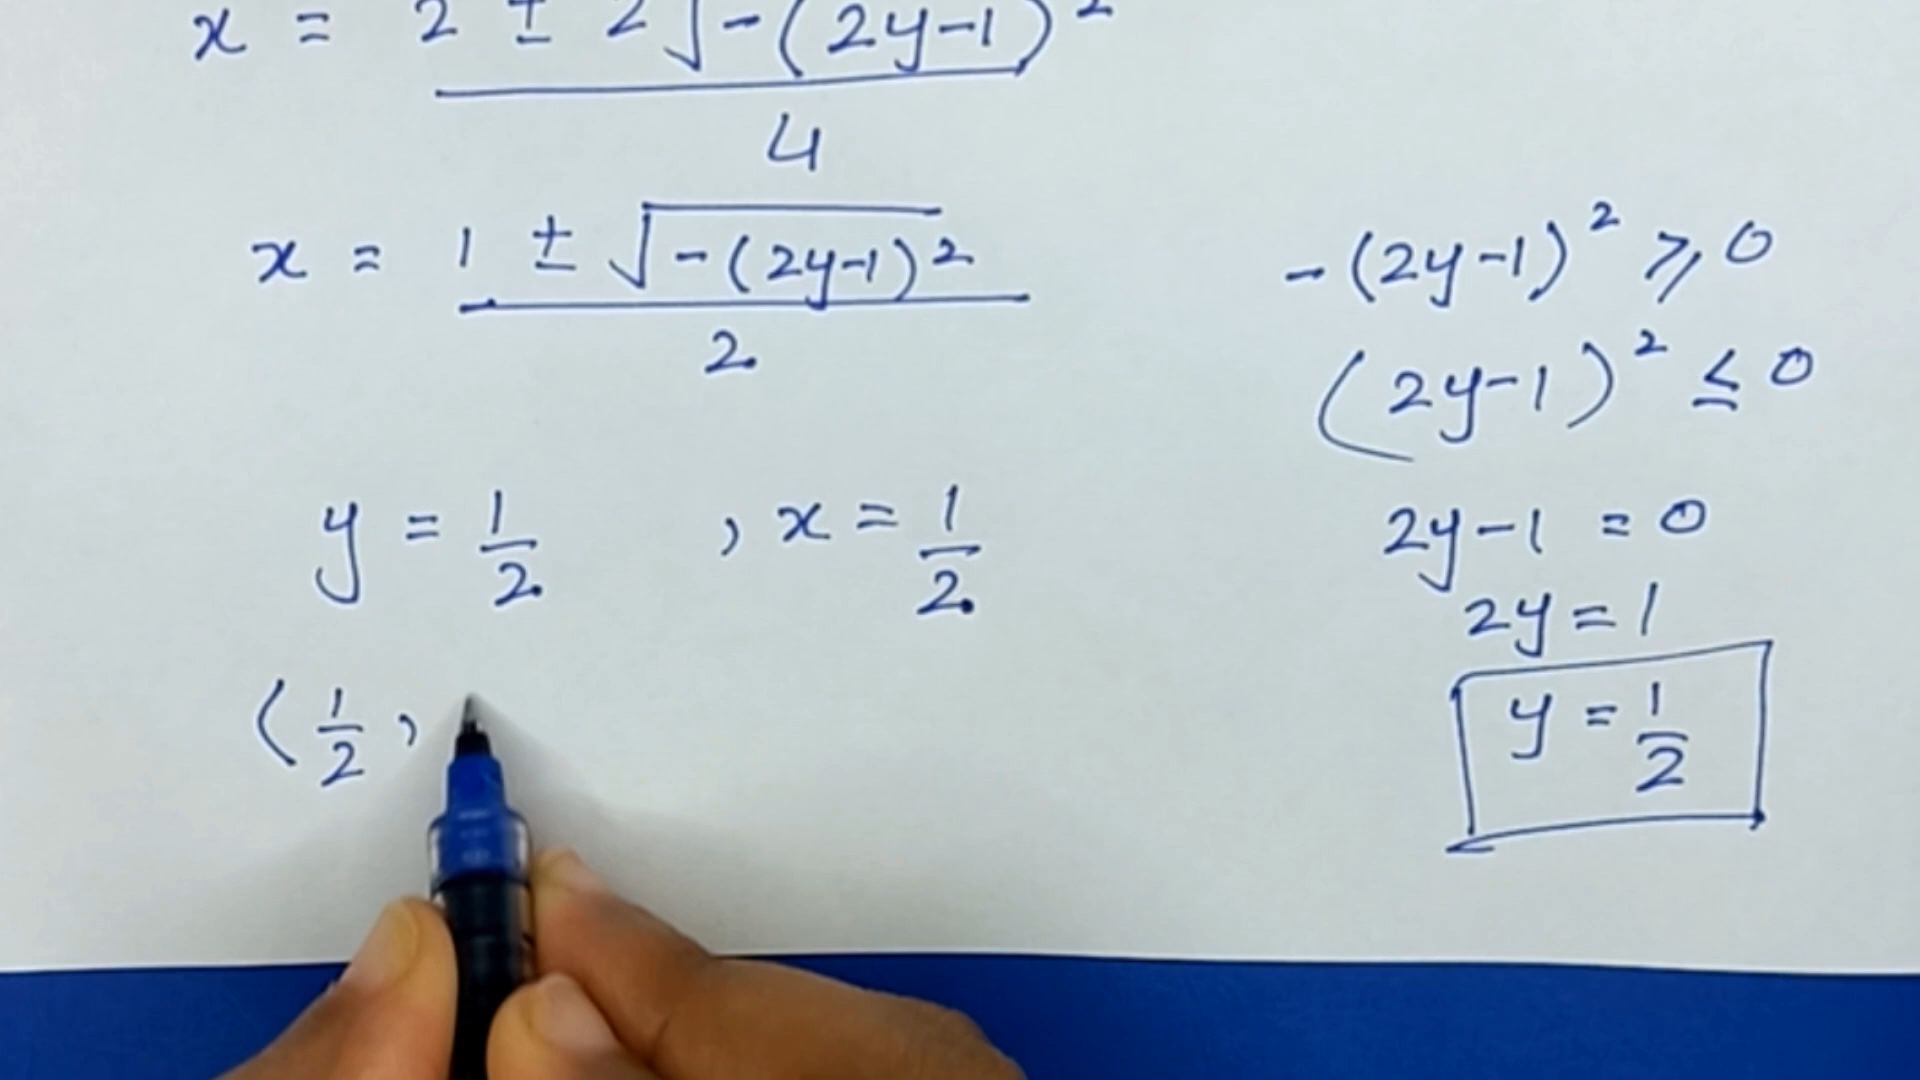 x = 2 ± 2√-(2y-1)² / 4
x = 1 ± √-(2y-1)² / 2
y = 1/2 , x = 1/2
(1/2 ,
-(2y-1)² ≥ 0
(2y-1)² ≤ 0
2y-1 = 0
2y = 1
y = 1/2